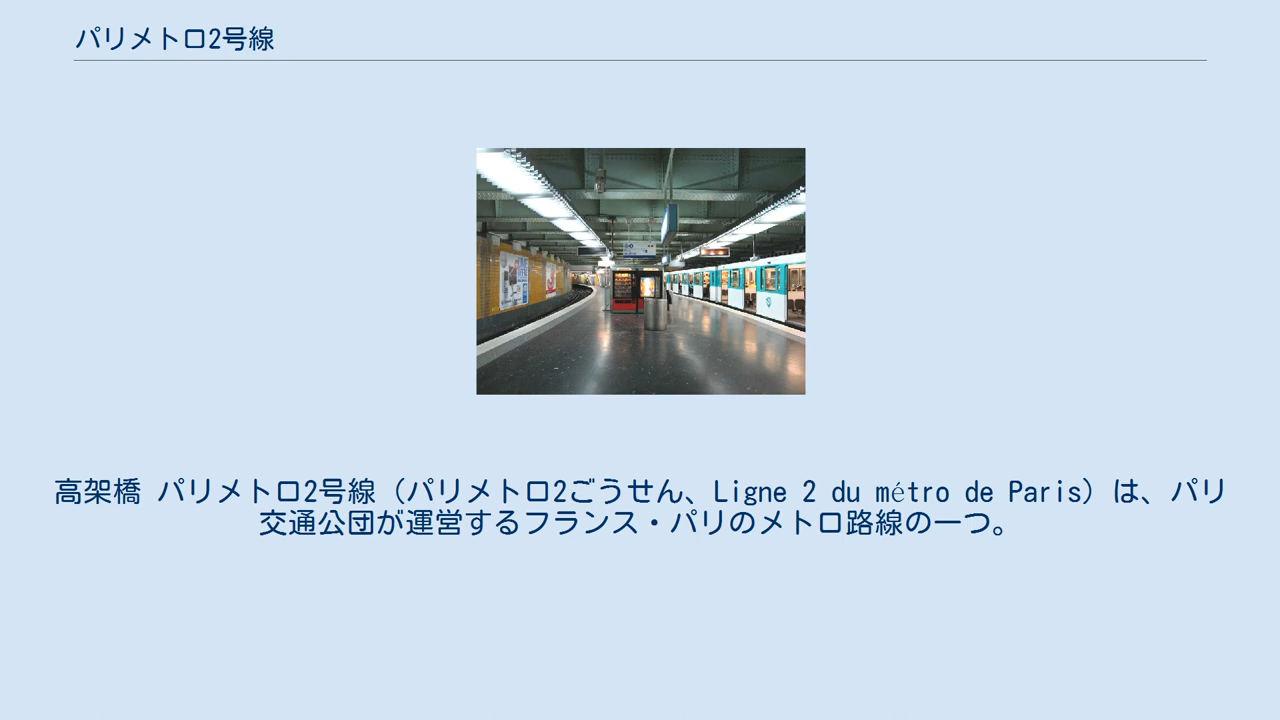 パリメトロ2号線
高架橋 パリメトロ2号線（パリメトロ2ごうせん、Ligne 2 du métro de Paris）は、パリ
交通公団が運営するフランス・パリのメトロ路線の一つ。